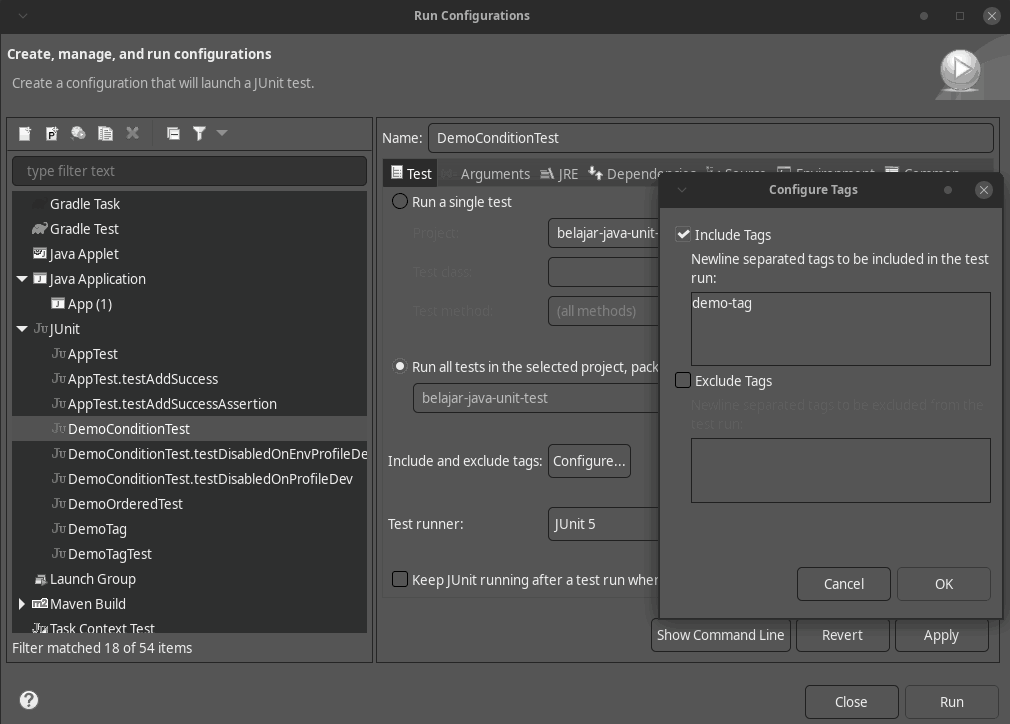 Run Configurations
Create, manage, and run configurations
Create a configuration that will launch a JUnit test.
type filter text
Gradle Task
Gradle Test
Java Applet
Java Application
App (1)
JUnit
AppTest
AppTest.testAddSuccess
AppTest.testAddSuccessAssertion
DemoConditionTest
DemoConditionTest.testDisabledOnEnvProfileDe
DemoConditionTest.testDisabledOnProfileDev
DemoOrderedTest
DemoTag
DemoTagTest
Launch Group
Maven Build
Task Context Test
Filter matched 18 of 54 items
Name: DemoConditionTest
Test Arguments JRE Dependencies Source Environment Common
Run a single test
Project: belajar-java-unit-
Test class:
Test method: (all methods)
Run all tests in the selected project, pack
belajar-java-unit-test
Include and exclude tags: Configure...
Test runner: JUnit 5
Keep JUnit running after a test run when
Configure Tags
Include Tags
Newline separated tags to be included in the test
run:
demo-tag
Exclude Tags
Newline separated tags to be excluded from the
test run:
Cancel OK
Show Command Line Revert Apply
Close Run